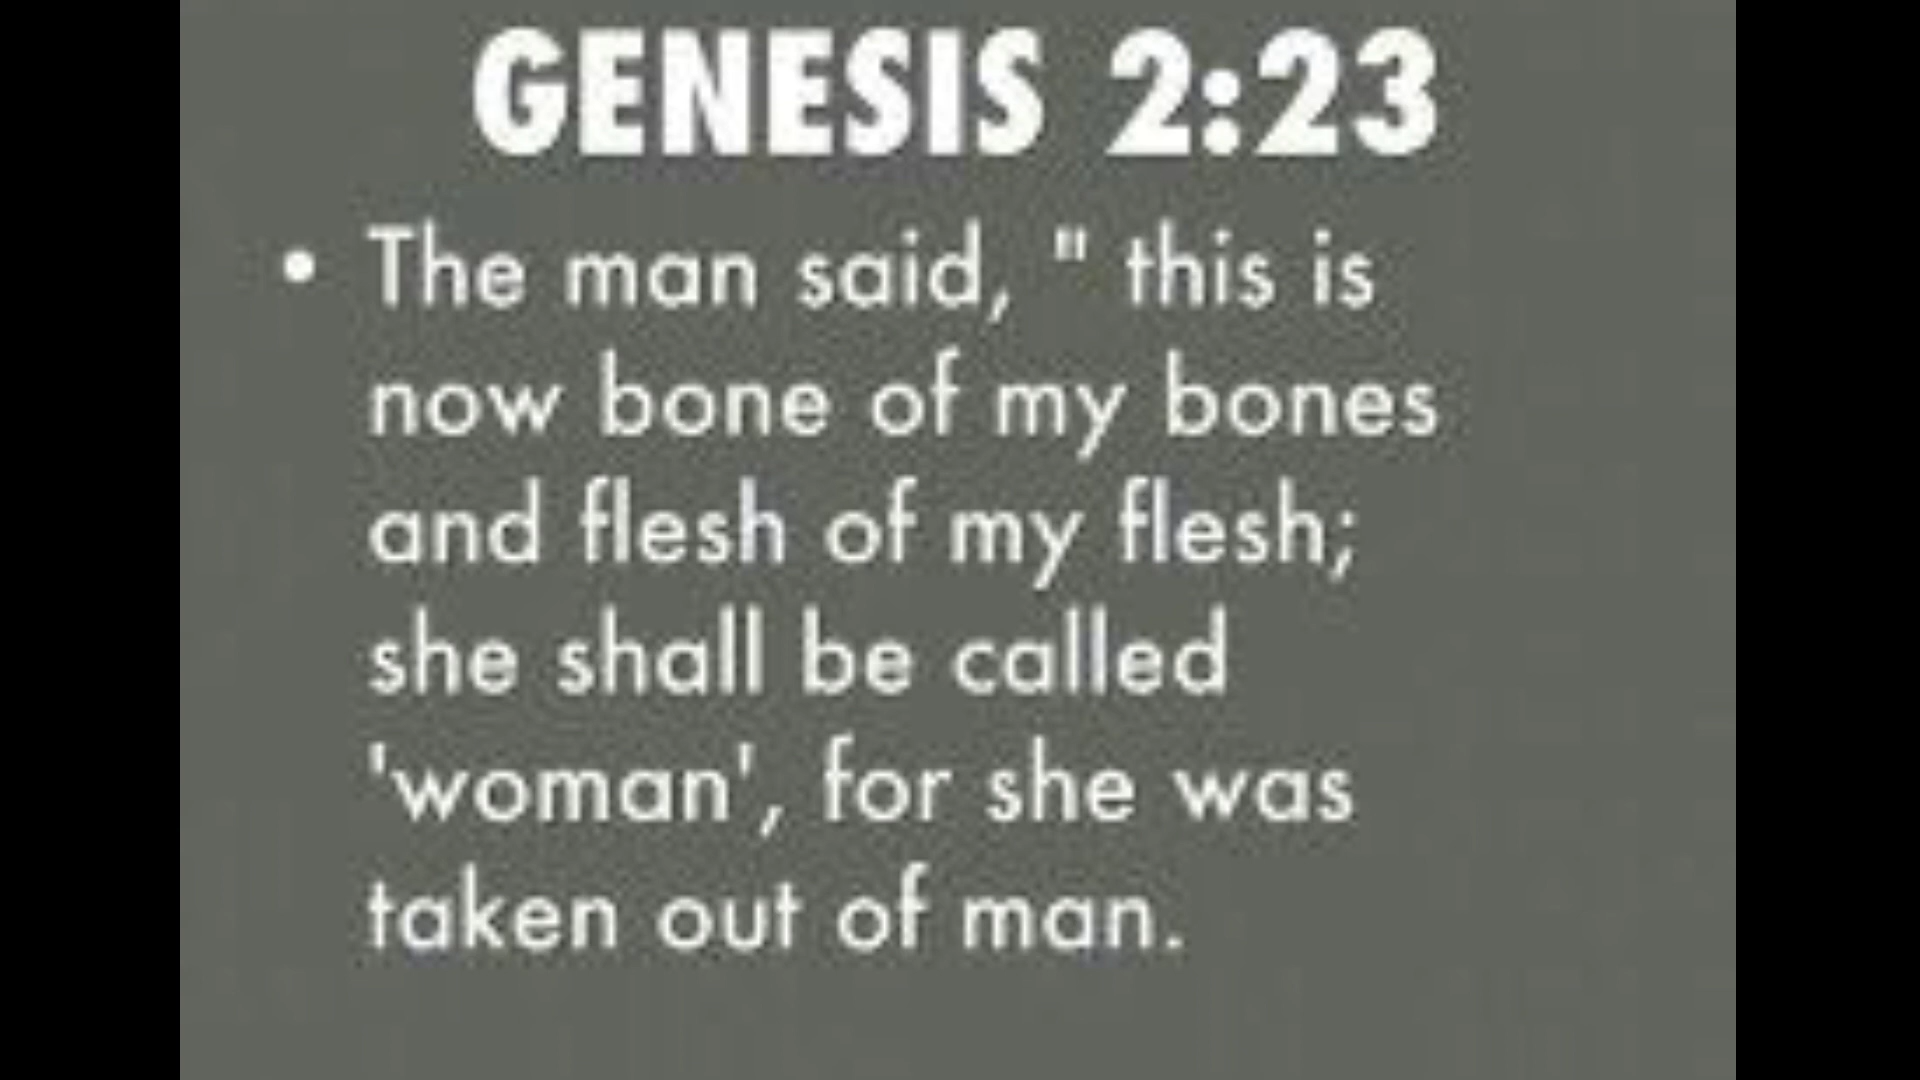 GENESIS 2:23
• The man said, " this is
now bone of my bones
and flesh of my flesh;
she shall be called
'woman', for she was
taken out of man.